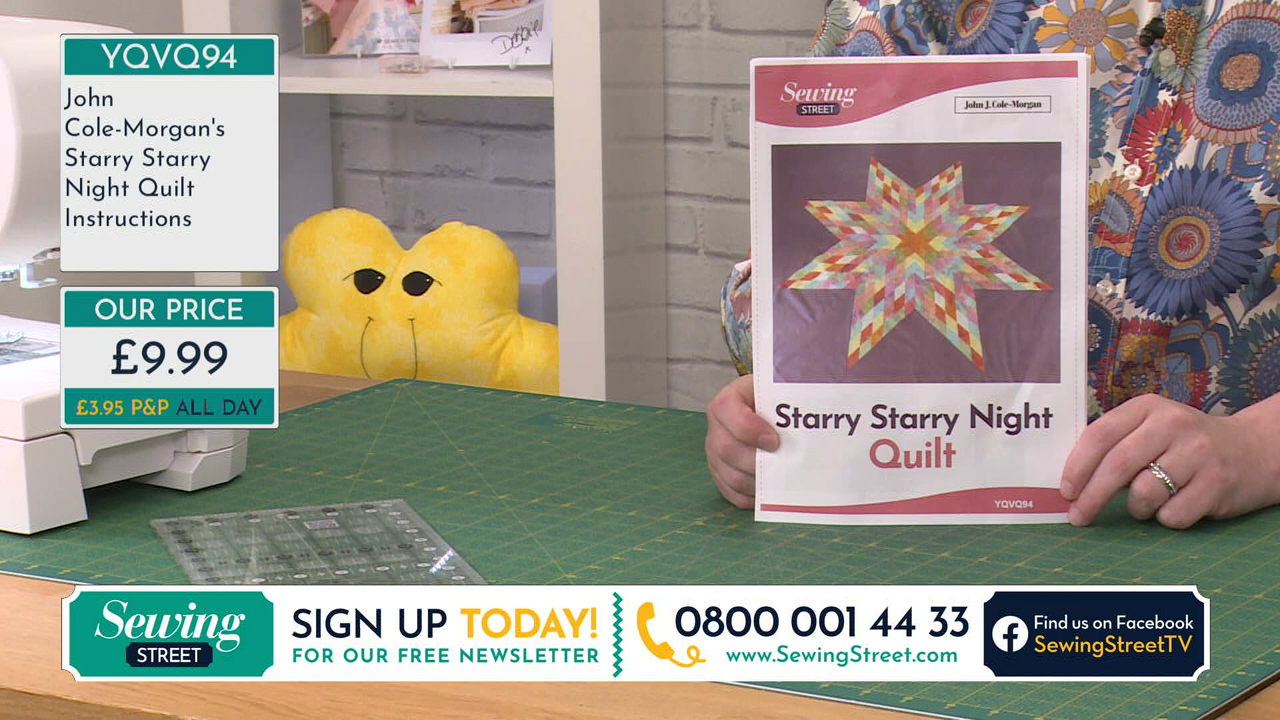 YQVQ94
John
Cole-Morgan's
Starry Starry
Night Quilt
Instructions
OUR PRICE
£9.99
£3.95 P&P ALL DAY
Debbie x
Sewing
STREET
John J. Cole-Morgan
Starry Starry Night
Quilt
YQVQ94
Sewing
STREET
SIGN UP TODAY!
FOR OUR FREE NEWSLETTER
0800 001 44 33
www.SewingStreet.com
Find us on Facebook
SewingStreetTV